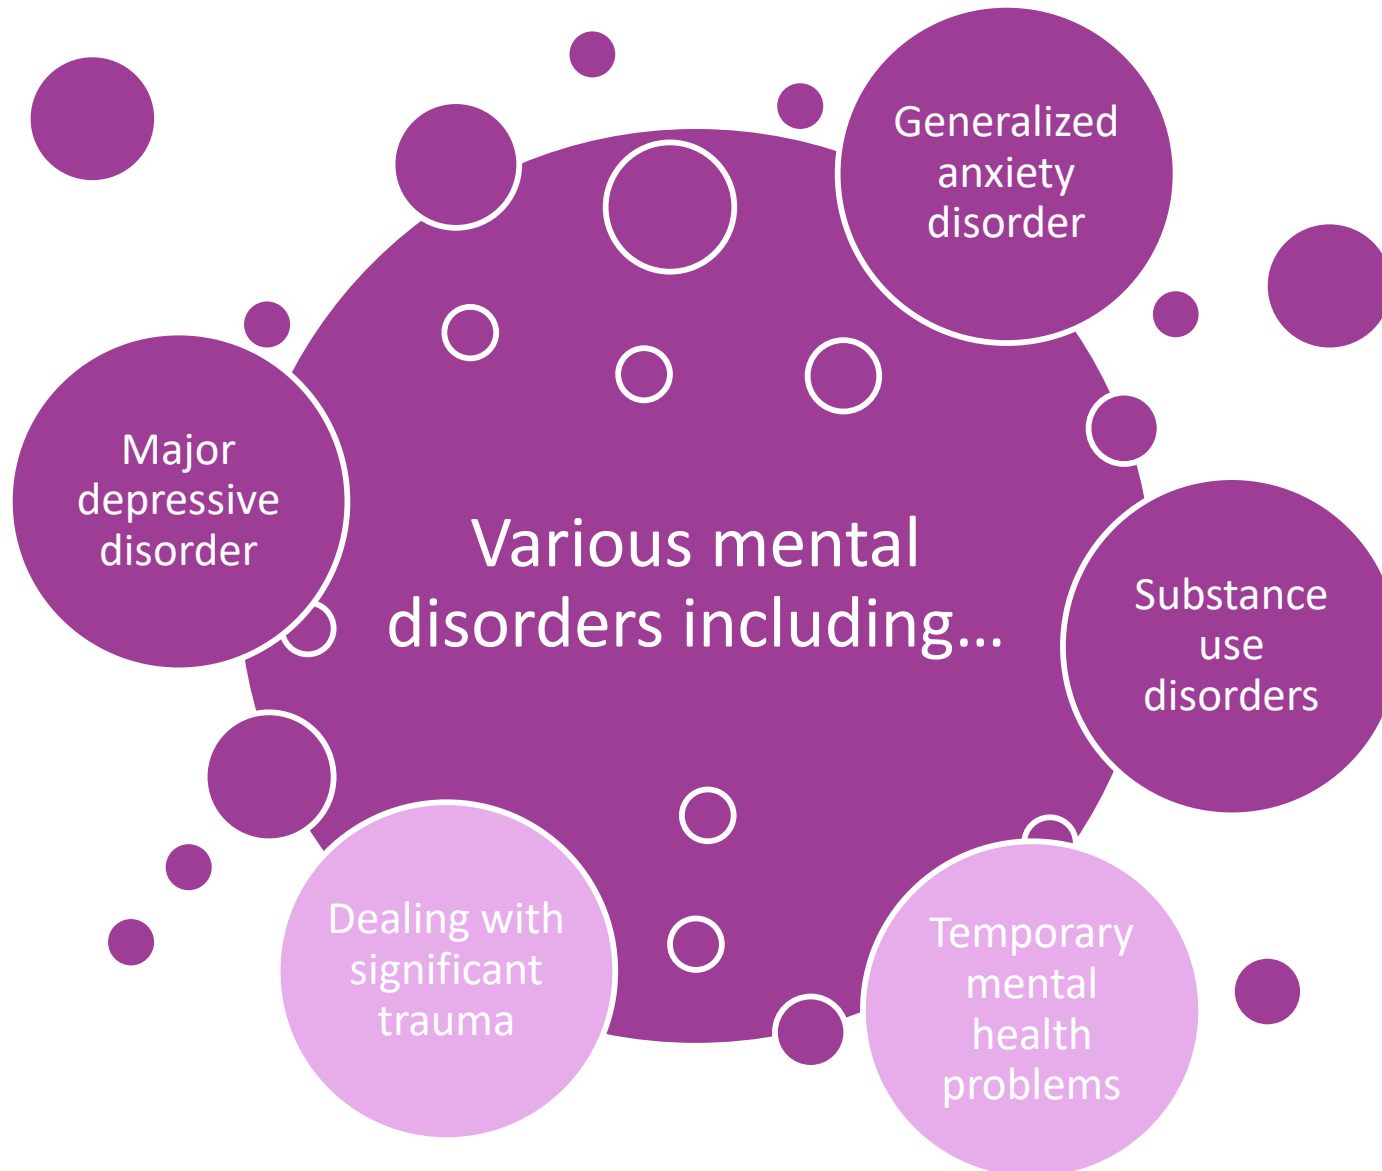 Generalized
anxiety
disorder
Major
depressive
disorder
Various mental
disorders including…
Substance
use
disorders
Dealing with
significant
trauma
Temporary
mental
health
problems